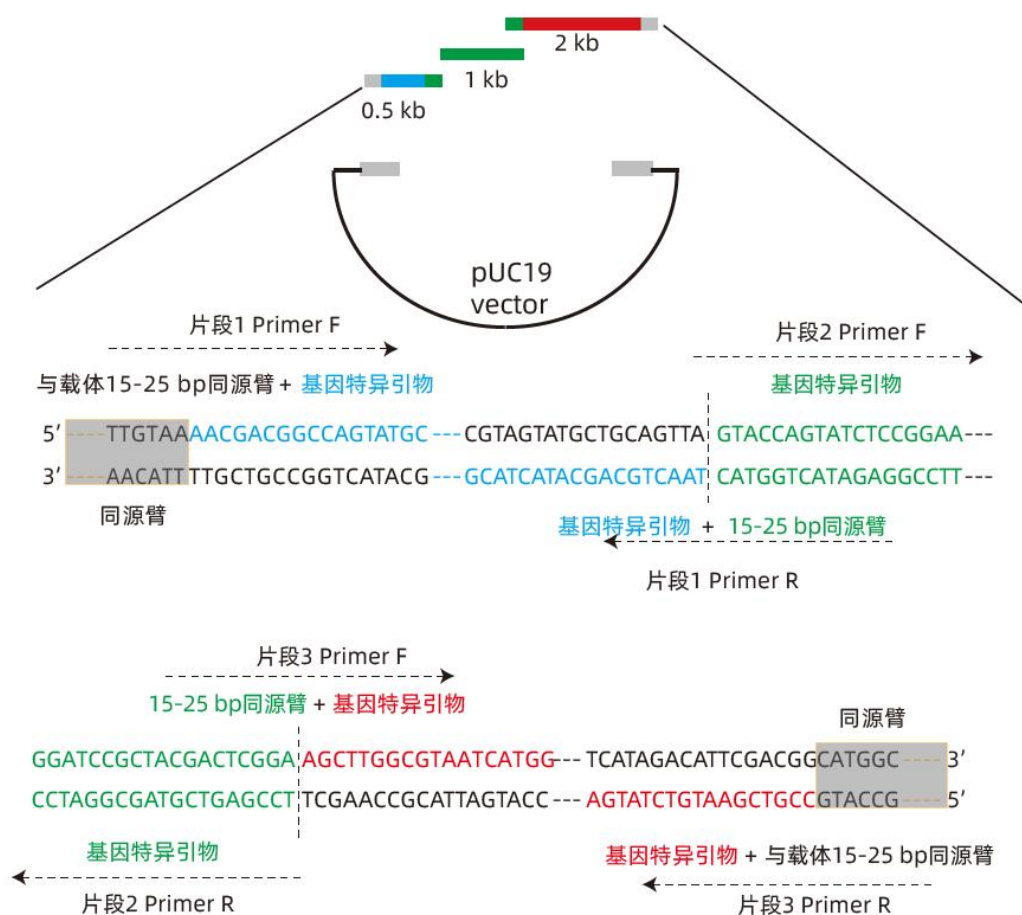 2 kb
1 kb
0.5 kb
pUC19
vector
片段1 Primer F
片段2 Primer F
与载体15-25 bp同源臂 + 基因特异引物
基因特异引物
5′ ----TTGTAAAACGACGGCCAGTATGC---CGTAGTATGCTGCAGTTA GTACCAGTATCTCCGGAA---
3′ ----AACATT TTGCTGCCGGTCATACG---GCATCATACGACGTCAAT CATGGTCATAGAGGCCTT---
同源臂
基因特异引物 + 15-25 bp同源臂
片段1 Primer R
片段3 Primer F
15-25 bp同源臂 + 基因特异引物
同源臂
GGATCCGCTACGACTCGGA AGCTTGGCGTAATCATGG---TCATAGACATTCGACGGCATGGC---- 3′
CCTAGGCGATGCTGAGCCT TCGAACCGCATTAGTACC---AGTATCTGTAAGCTGCCGTACCG---- 5′
基因特异引物
基因特异引物 + 与载体15-25 bp同源臂
片段2 Primer R
片段3 Primer R